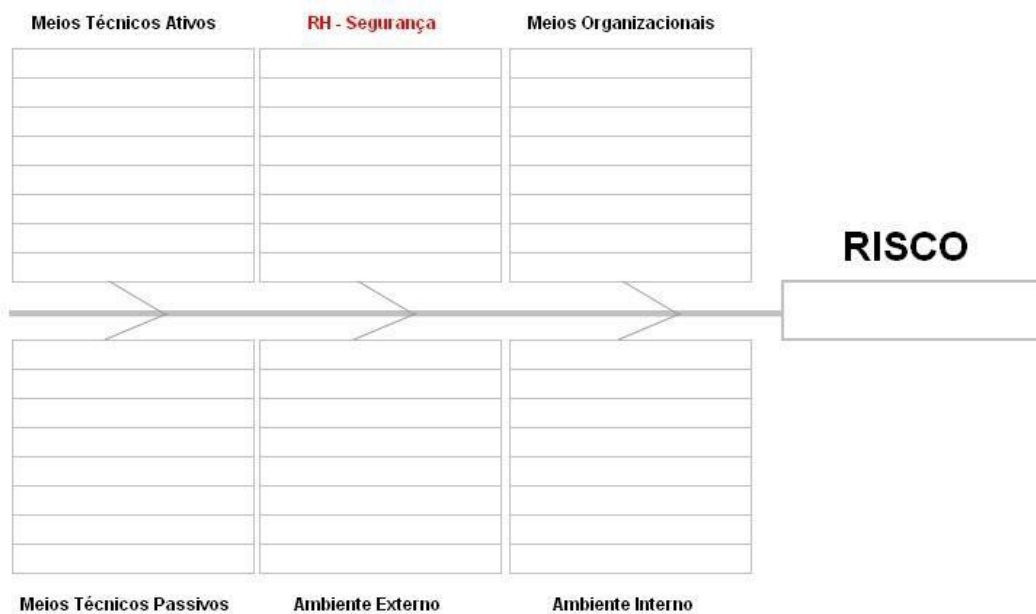 Meios Técnicos Ativos
RH - Segurança
Meios Organizacionais
RISCO
Meios Técnicos Passivos
Ambiente Externo
Ambiente Interno